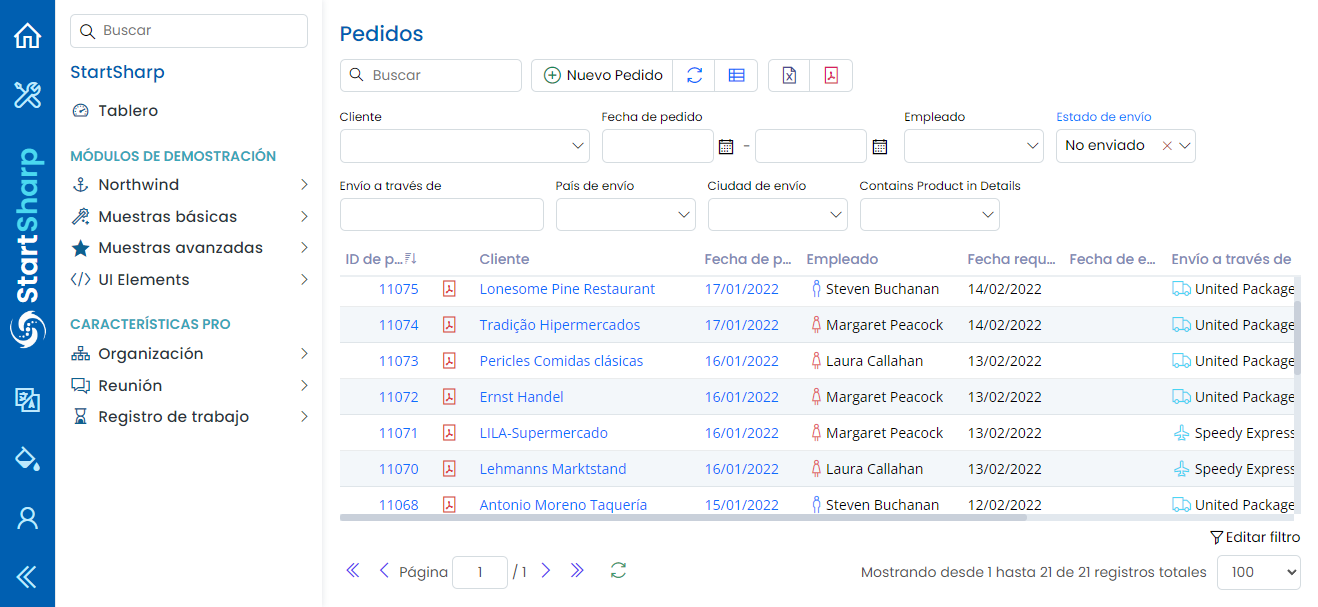 Buscar
StartSharp
Tablero
MÓDULOS DE DEMOSTRACIÓN
Northwind
Muestras básicas
Muestras avanzadas
UI Elements
CARACTERÍSTICAS PRO
Organización
Reunión
Registro de trabajo
StartSharp
Pedidos
Buscar
Nuevo Pedido
Cliente Fecha de pedido Empleado Estado de envío
- No enviado
Envío a través de País de envío Ciudad de envío Contains Product in Details
ID de p... Cliente Fecha de p... Empleado Fecha requ... Fecha de e... Envío a través de
11075 Lonesome Pine Restaurant 17/01/2022 Steven Buchanan 14/02/2022 United Package
11074 Tradição Hipermercados 17/01/2022 Margaret Peacock 14/02/2022 United Package
11073 Pericles Comidas clásicas 16/01/2022 Laura Callahan 13/02/2022 United Package
11072 Ernst Handel 16/01/2022 Margaret Peacock 13/02/2022 United Package
11071 LILA-Supermercado 16/01/2022 Margaret Peacock 13/02/2022 Speedy Express
11070 Lehmanns Marktstand 16/01/2022 Laura Callahan 13/02/2022 Speedy Express
11068 Antonio Moreno Taquería 15/01/2022 Steven Buchanan 12/02/2022 United Package
Editar filtro
Página 1 / 1 Mostrando desde 1 hasta 21 de 21 registros totales 100